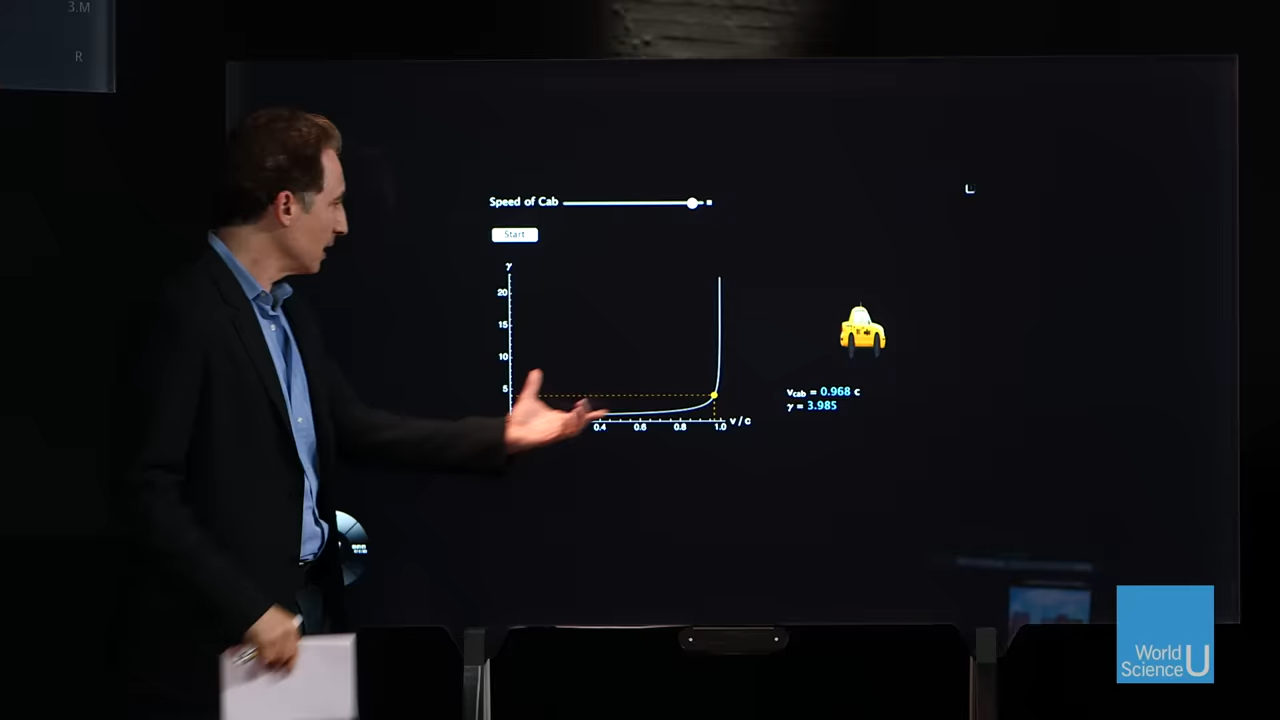 3.M
R
Speed of Cab
Start
γ
20
15
10
5
0.4 0.6 0.8 1.0 v / c
vcab = 0.968 c
γ = 3.985
World
Science U